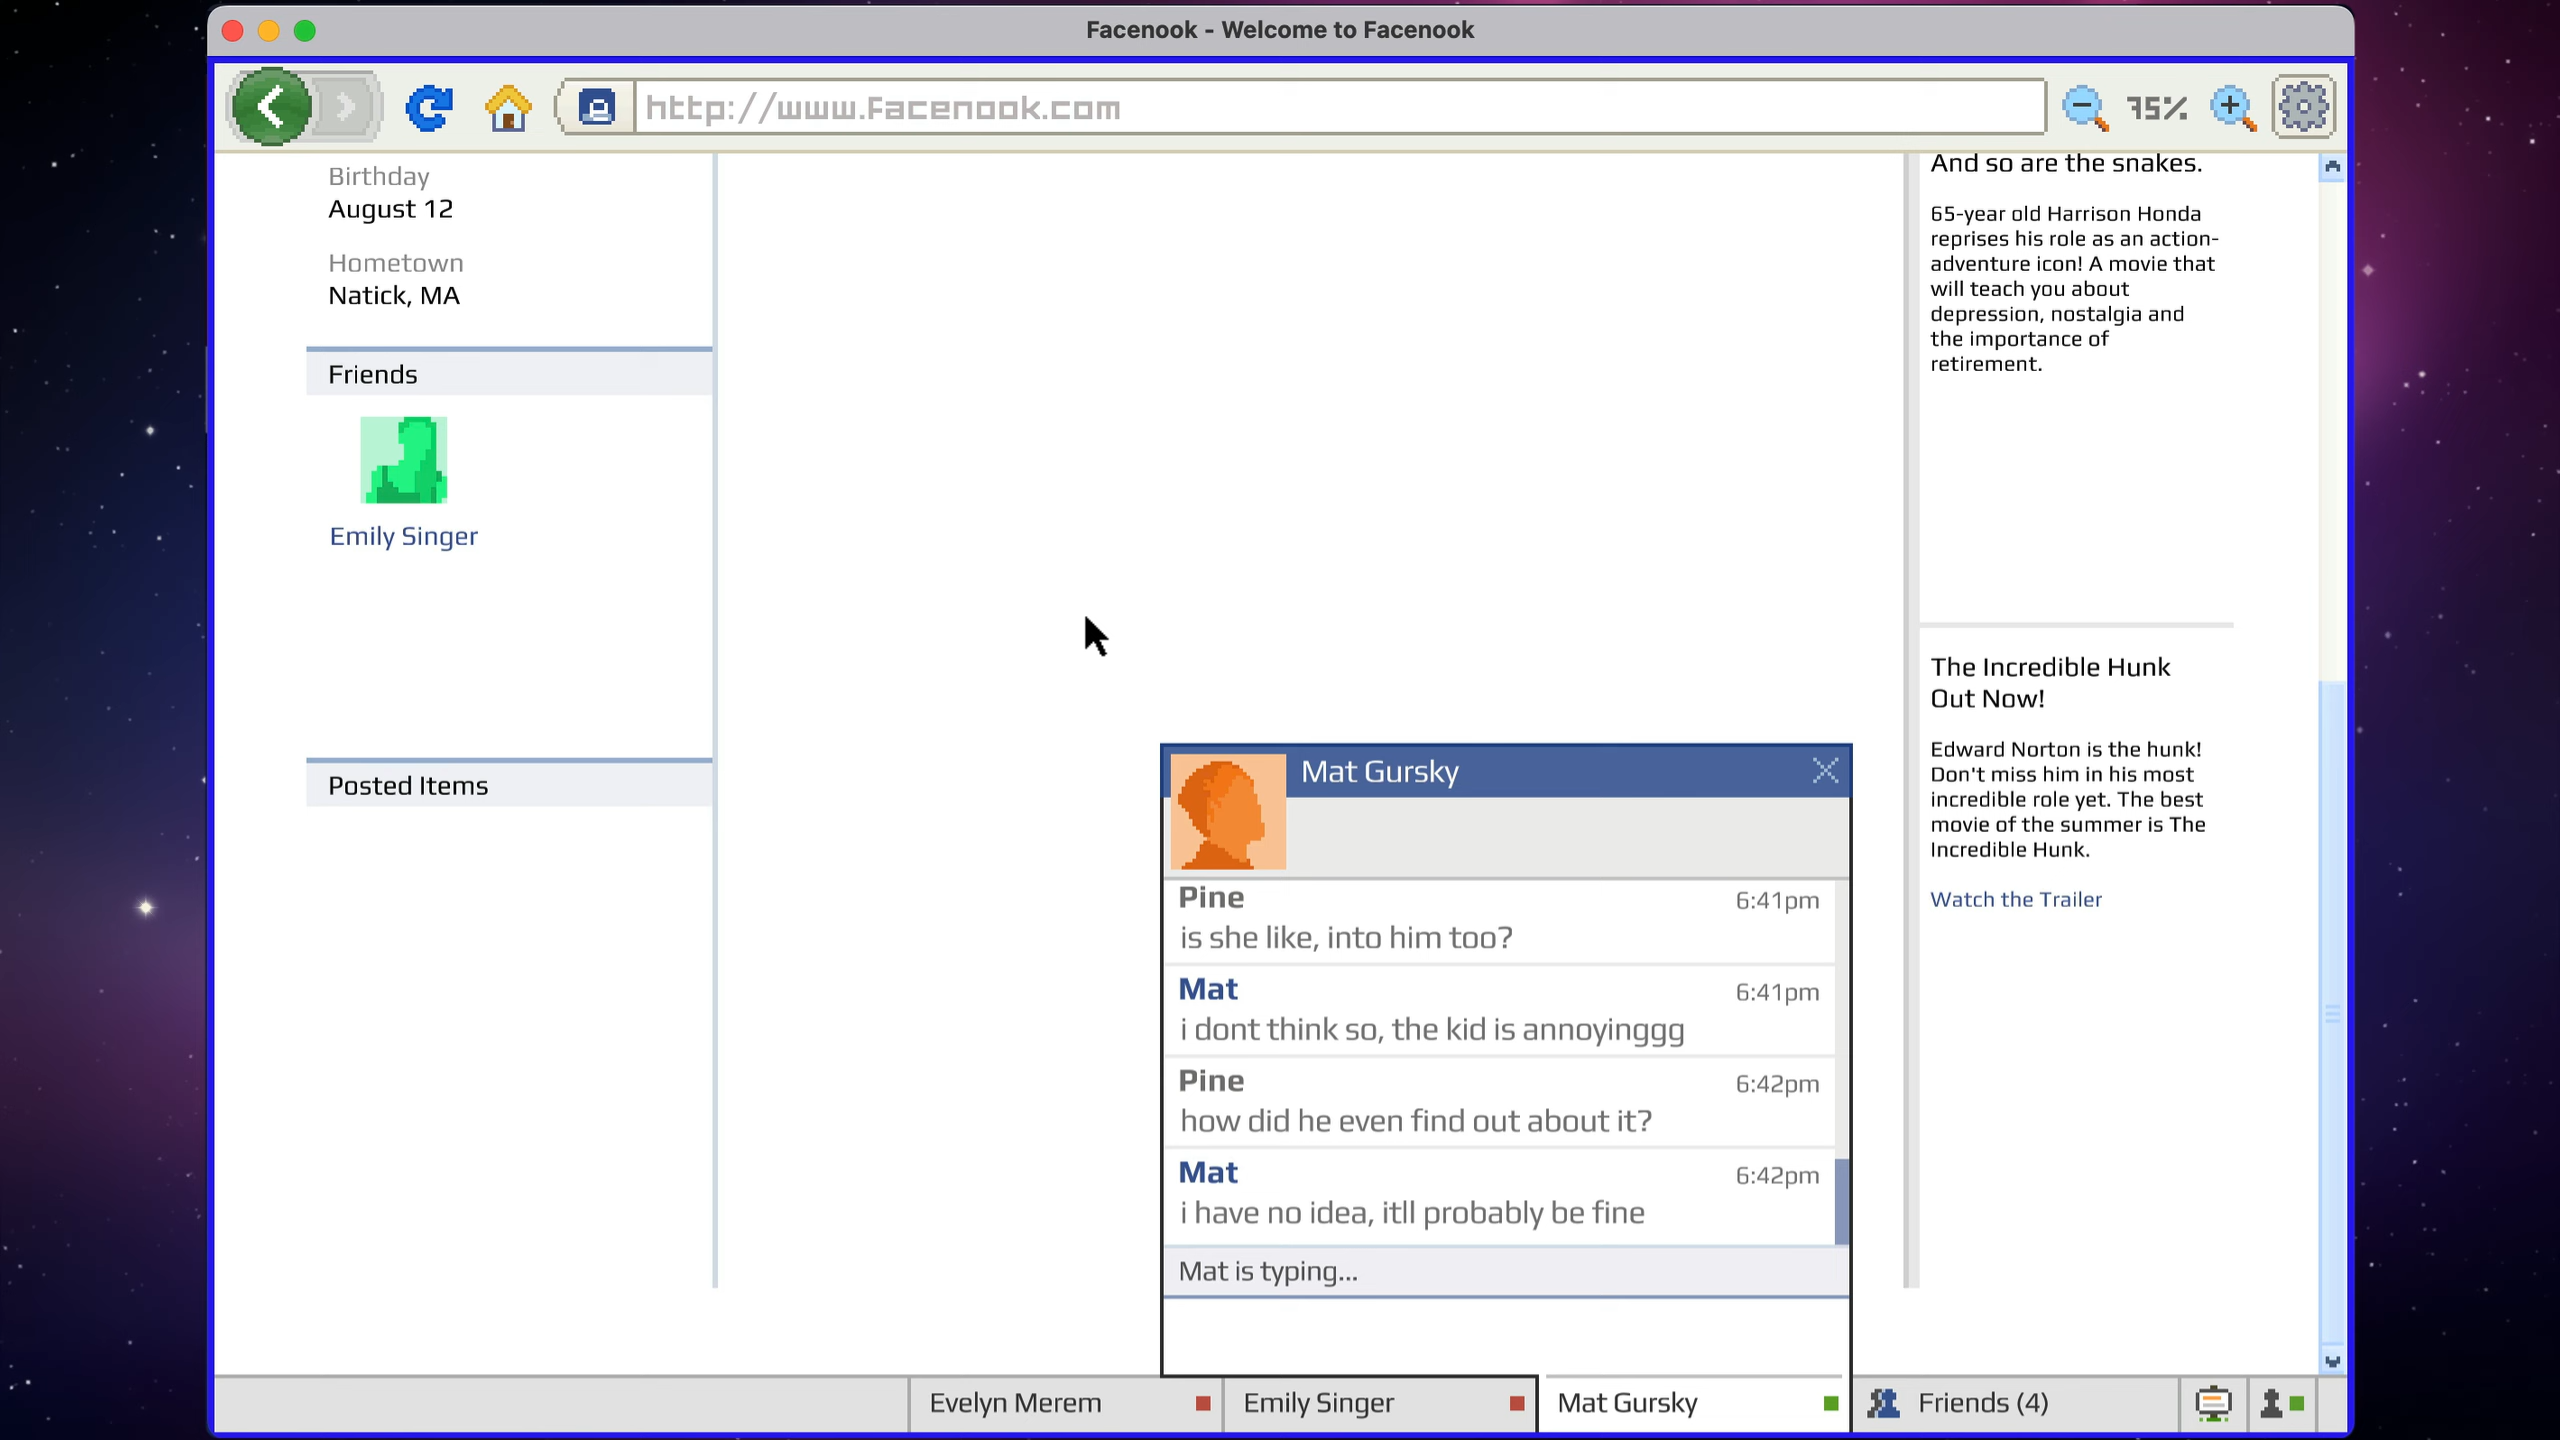 Facenook - Welcome to Facenook
http://www.Facenook.com
75%
Birthday
August 12
Hometown
Natick, MA
Friends
Emily Singer
Posted Items
And so are the snakes.
65-year old Harrison Honda
reprises his role as an action-
adventure icon! A movie that
will teach you about
depression, nostalgia and
the importance of
retirement.
The Incredible Hunk
Out Now!
Edward Norton is the hunk!
Don't miss him in his most
incredible role yet. The best
movie of the summer is The
Incredible Hunk.
Watch the Trailer
Mat Gursky
Pine 6:41pm
is she like, into him too?
Mat 6:41pm
i dont think so, the kid is annoyinggg
Pine 6:42pm
how did he even find out about it?
Mat 6:42pm
i have no idea, itll probably be fine
Mat is typing...
Evelyn Merem
Emily Singer
Mat Gursky
Friends (4)